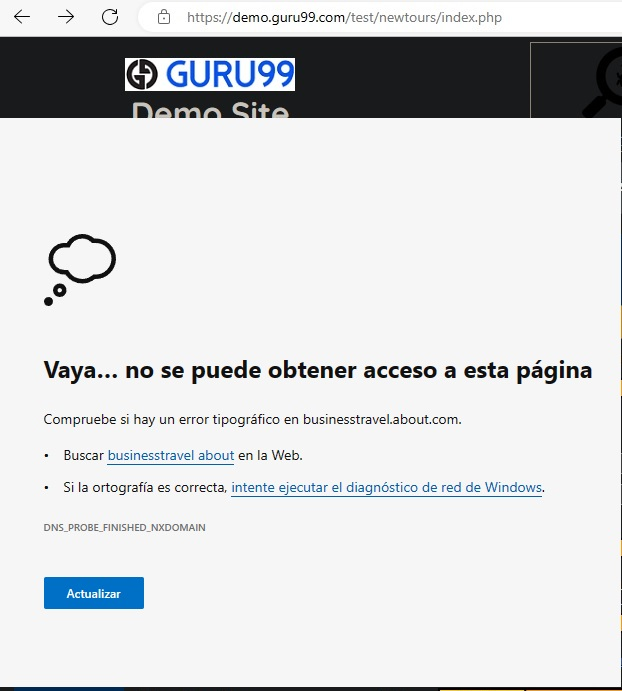 https://demo.guru99.com/test/newtours/index.php
GURU99
Demo Site
Vaya... no se puede obtener acceso a esta página
Compruebe si hay un error tipográfico en businesstravel.about.com.
• Buscar businesstravel about en la Web.
• Si la ortografía es correcta, intente ejecutar el diagnóstico de red de Windows.
DNS_PROBE_FINISHED_NXDOMAIN
Actualizar